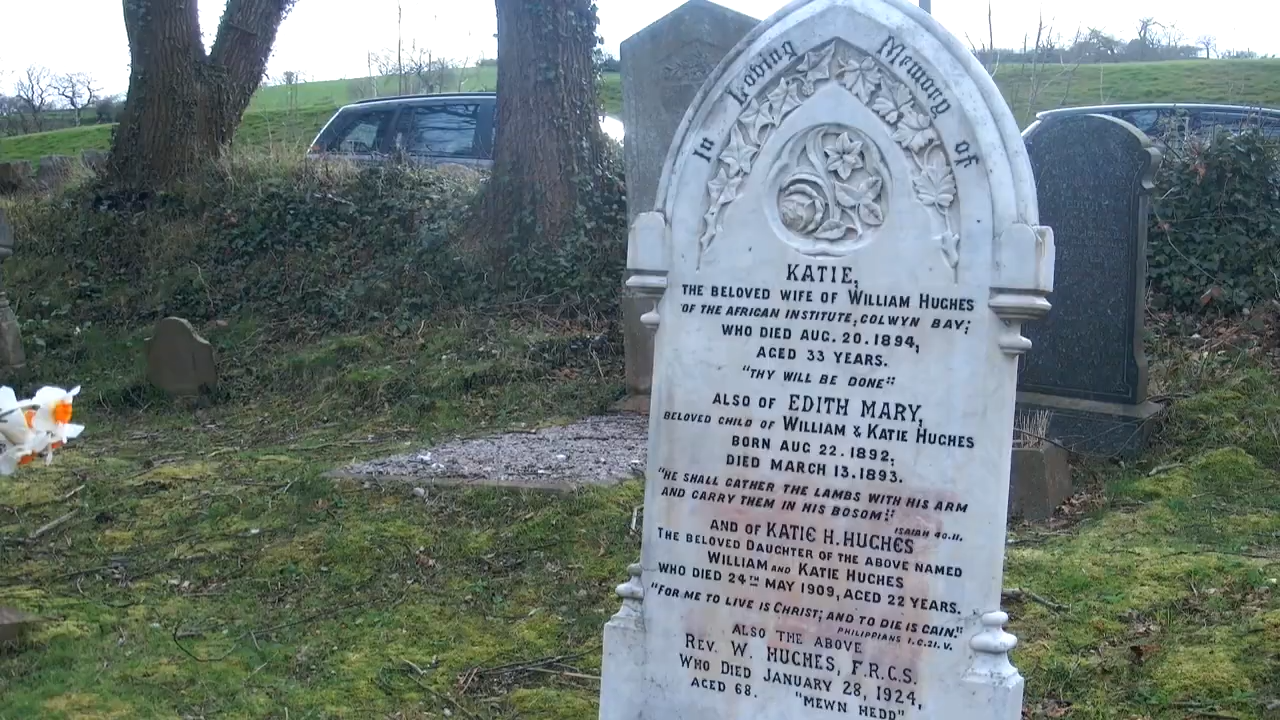 In Loving Memory of
KATIE,
THE BELOVED WIFE OF WILLIAM HUGHES
OF THE AFRICAN INSTITUTE, COLWYN BAY;
WHO DIED AUG. 20. 1894,
AGED 33 YEARS.
"THY WILL BE DONE"
ALSO OF EDITH MARY,
BELOVED CHILD OF WILLIAM & KATIE HUGHES
BORN AUG 22. 1892,
DIED MARCH 13. 1893.
"HE SHALL GATHER THE LAMBS WITH HIS ARM
AND CARRY THEM IN HIS BOSOM"
ISAIAH 40.11.
AND OF KATIE H. HUGHES
THE BELOVED DAUGHTER OF THE ABOVE NAMED
WILLIAM AND KATIE HUGHES
WHO DIED 24TH MAY 1909, AGED 22 YEARS.
"FOR ME TO LIVE IS CHRIST; AND TO DIE IS GAIN."
PHILIPPIANS 1.C.21.V.
ALSO THE ABOVE
REV. W. HUGHES, F.R.G.S.
WHO DIED JANUARY 28, 1924,
AGED 68. "MEWN HEDD"